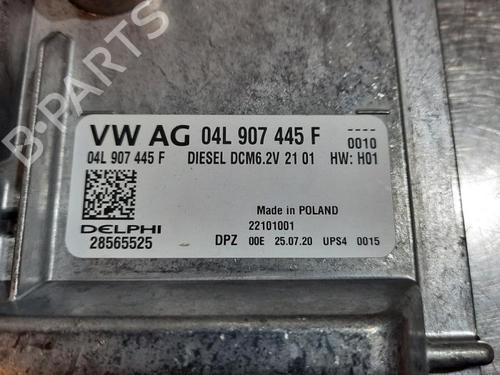 B-PARTS
VW AG 04L 907 445 F
----
0010
04L 907 445 F DIESEL DCM6.2V 21 01 HW: H01
Made in POLAND
22101001
DELPHI
28565525
DPZ 00E 25.07.20 UPS4 0015